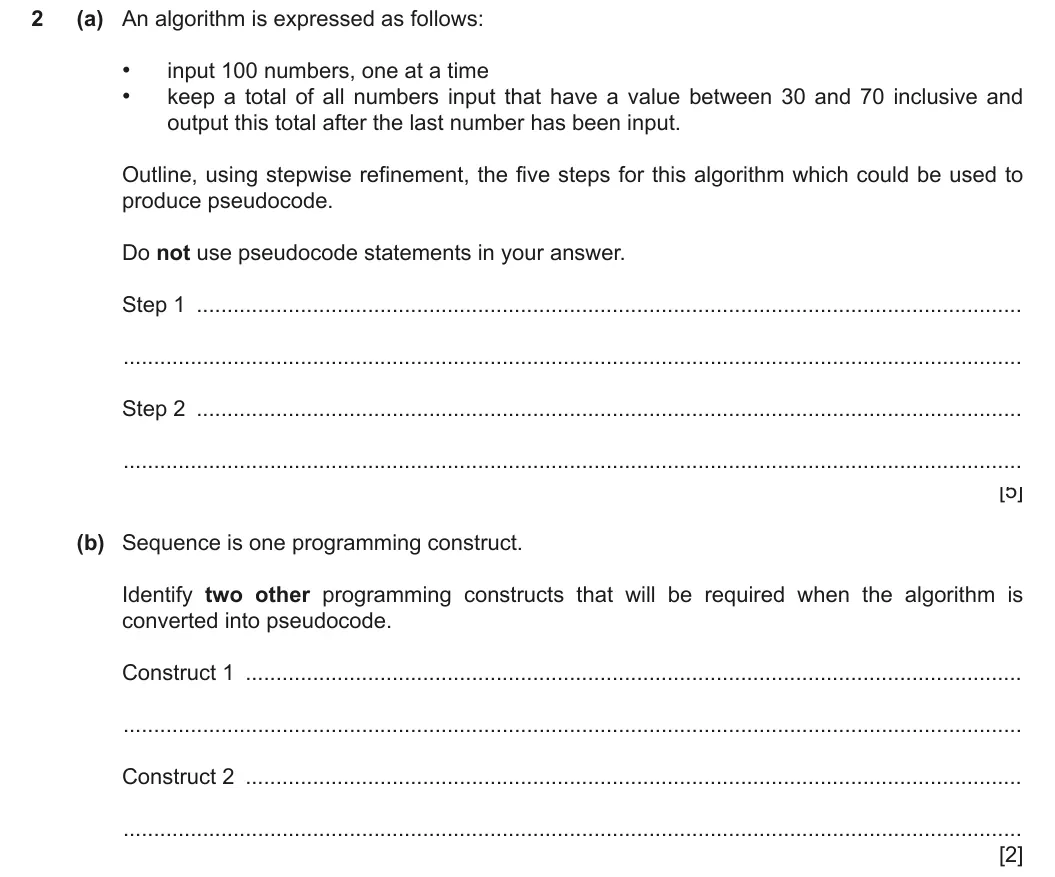 2 (a) An algorithm is expressed as follows:
• input 100 numbers, one at a time
• keep a total of all numbers input that have a value between 30 and 70 inclusive and
output this total after the last number has been input.
Outline, using stepwise refinement, the five steps for this algorithm which could be used to
produce pseudocode.
Do not use pseudocode statements in your answer.
Step 1 ..........................................................................................................................................
......................................................................................................................................................
Step 2 ..........................................................................................................................................
......................................................................................................................................................
[5]
(b) Sequence is one programming construct.
Identify two other programming constructs that will be required when the algorithm is
converted into pseudocode.
Construct 1 ..................................................................................................................................
......................................................................................................................................................
Construct 2 ..................................................................................................................................
......................................................................................................................................................
[2]